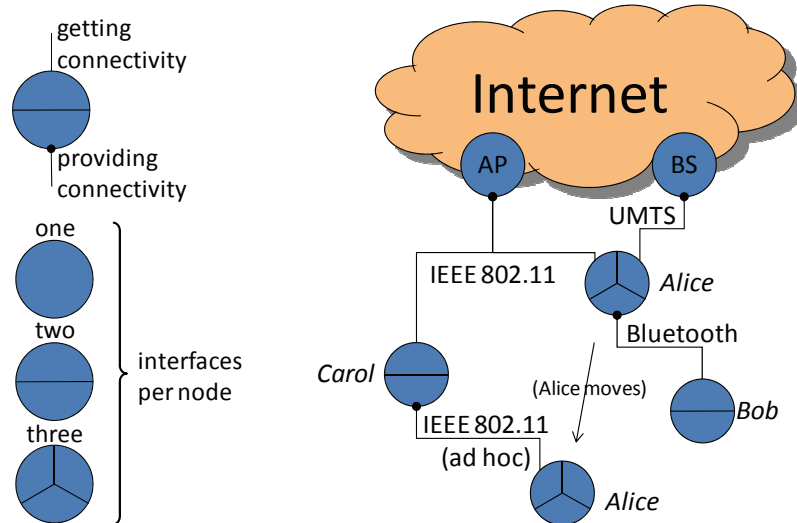 getting
connectivity
providing
connectivity
one
two
three
interfaces
per node
Internet
AP
BS
UMTS
IEEE 802.11
Alice
Bluetooth
Carol
(Alice moves)
Bob
IEEE 802.11
(ad hoc)
Alice